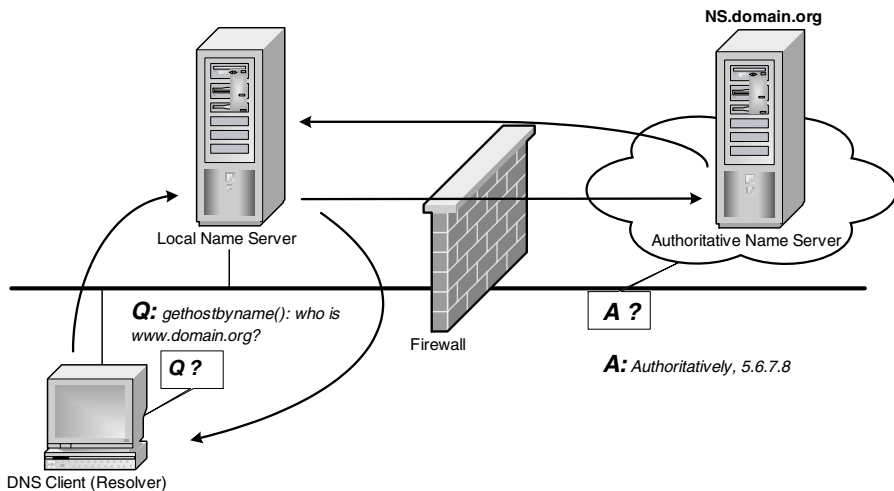 NS.domain.org
Local Name Server
Authoritative Name Server
Q: gethostbyname(): who is
www.domain.org?
A ?
Firewall
Q ?
A: Authoritatively, 5.6.7.8
DNS Client (Resolver)